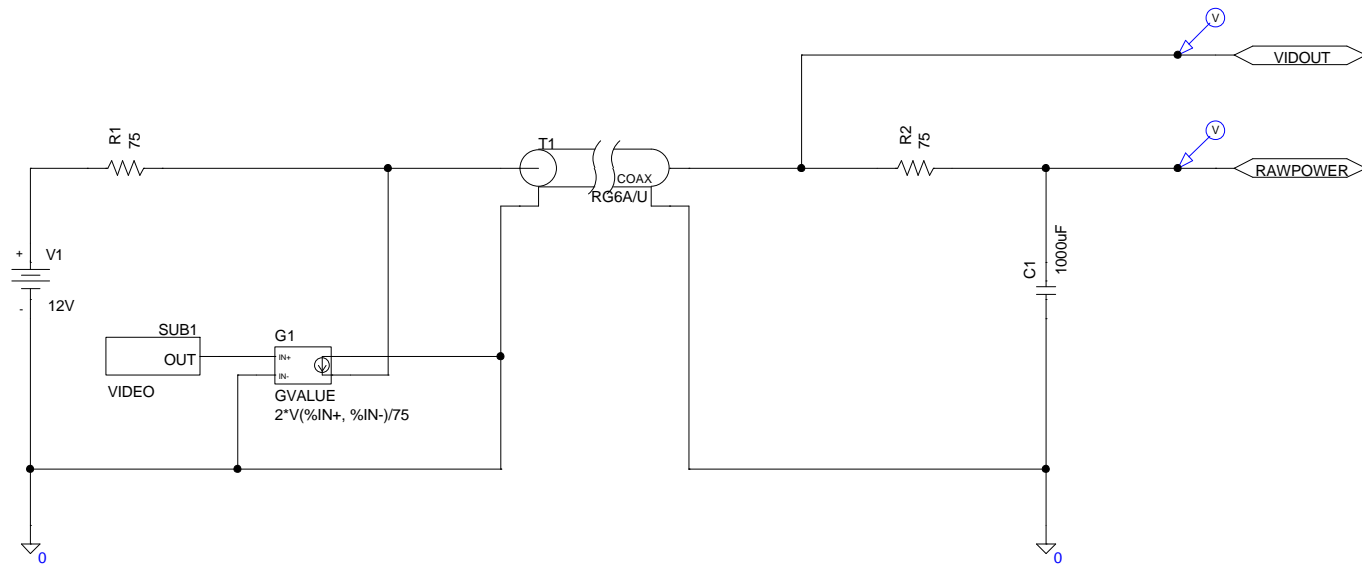 V
VIDOUT
R1
75
T1
R2
75
V
COAX
RG6A/U
RAWPOWER
+
V1
-
12V
C1
1000uF
SUB1
OUT
VIDEO
G1
IN+
IN-
GVALUE
2*V(%IN+, %IN-)/75
0
0